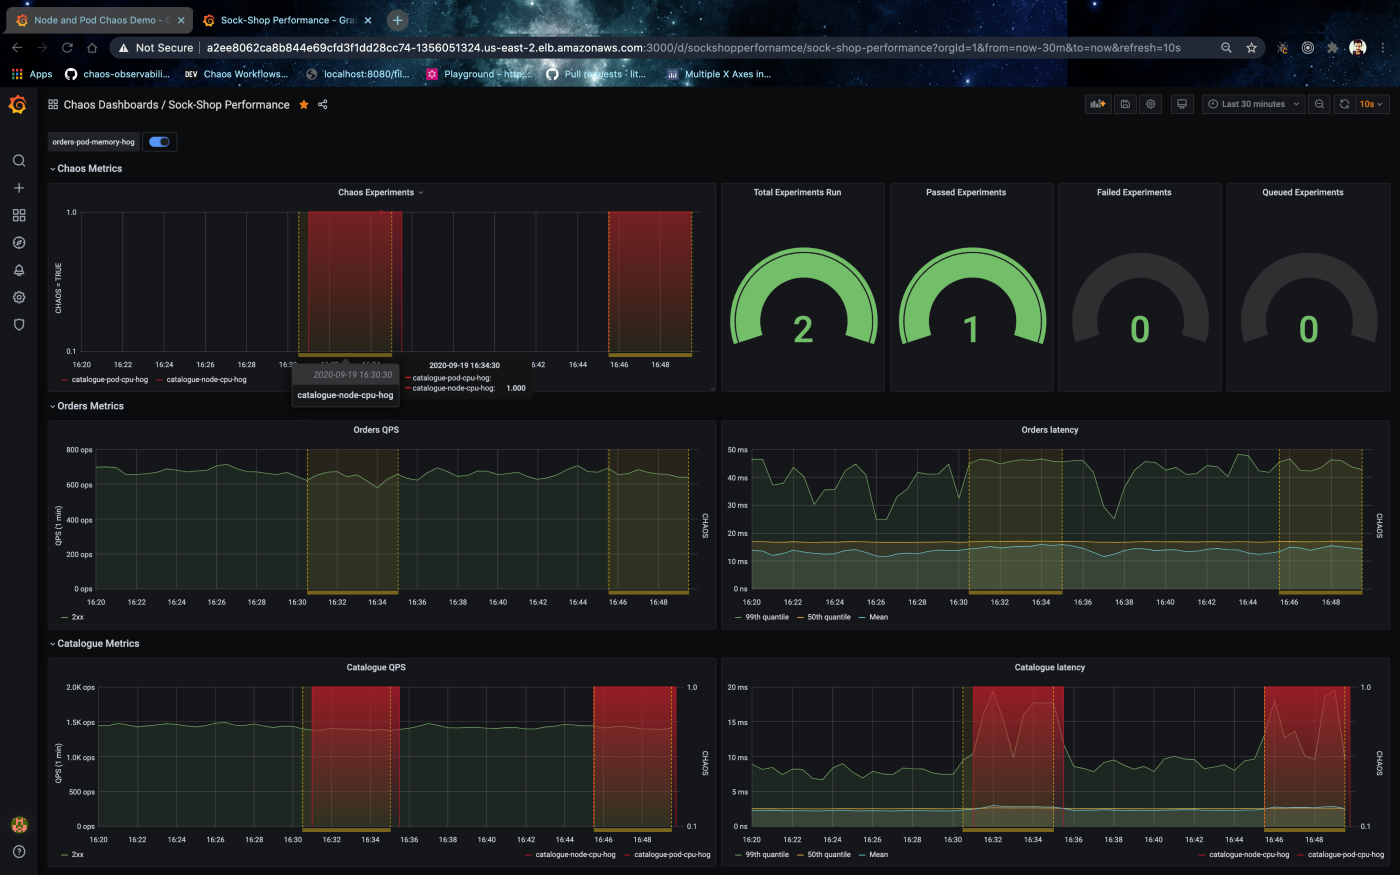 Node and Pod Chaos Demo - G
Sock-Shop Performance - Graf
Not Secure | a2ee8062ca8b844e69cfd3f1dd28cc74-1356051324.us-east-2.elb.amazonaws.com:3000/d/sockshopperfornamce/sock-shop-performance?orgId=1&from=now-30m&to=now&refresh=10s
Apps chaos-observabili... DEV Chaos Workflows... localhost:8080/fil... Playground - http:... Pull requests · lit... Multiple X Axes in...
Chaos Dashboards / Sock-Shop Performance
Last 30 minutes 10s
orders-pod-memory-hog
Chaos Metrics
Chaos Experiments
CHAOS = TRUE
1.0
0.1
16:20 16:22 16:24 16:26 16:28 16:42 16:46 16:48
catalogue-pod-cpu-hog catalogue-node-cpu-hog
2020-09-19 16:30:30
catalogue-node-cpu-hog
2020-09-19 16:34:30
catalogue-pod-cpu-hog:
catalogue-node-cpu-hog: 1.000
Total Experiments Run
2
Passed Experiments
1
Failed Experiments
0
Queued Experiments
0
Orders Metrics
Orders QPS
QPS (1 min)
800 ops
600 ops
400 ops
200 ops
0 ops
CHAOS
16:20 16:22 16:24 16:26 16:28 16:30 16:32 16:34 16:36 16:38 16:40 16:42 16:44 16:46 16:48
2xx
Orders latency
50 ms
40 ms
30 ms
20 ms
10 ms
0 ns
CHAOS
16:20 16:22 16:24 16:26 16:28 16:30 16:32 16:34 16:36 16:38 16:40 16:42 16:44 16:46 16:48
99th quantile 50th quantile Mean
Catalogue Metrics
Catalogue QPS
QPS (1 min)
2.0K ops
1.5K ops
1.0K ops
500 ops
0 ops
1.0
0.1
CHAOS
16:20 16:22 16:24 16:26 16:28 16:30 16:32 16:34 16:36 16:38 16:40 16:42 16:44 16:46 16:48
2xx catalogue-node-cpu-hog catalogue-pod-cpu-hog
Catalogue latency
20 ms
15 ms
10 ms
5 ms
0 ns
1.0
0.1
CHAOS
16:20 16:22 16:24 16:26 16:28 16:30 16:32 16:34 16:36 16:38 16:40 16:42 16:44 16:46 16:48
99th quantile 50th quantile Mean catalogue-node-cpu-hog catalogue-pod-cpu-hog